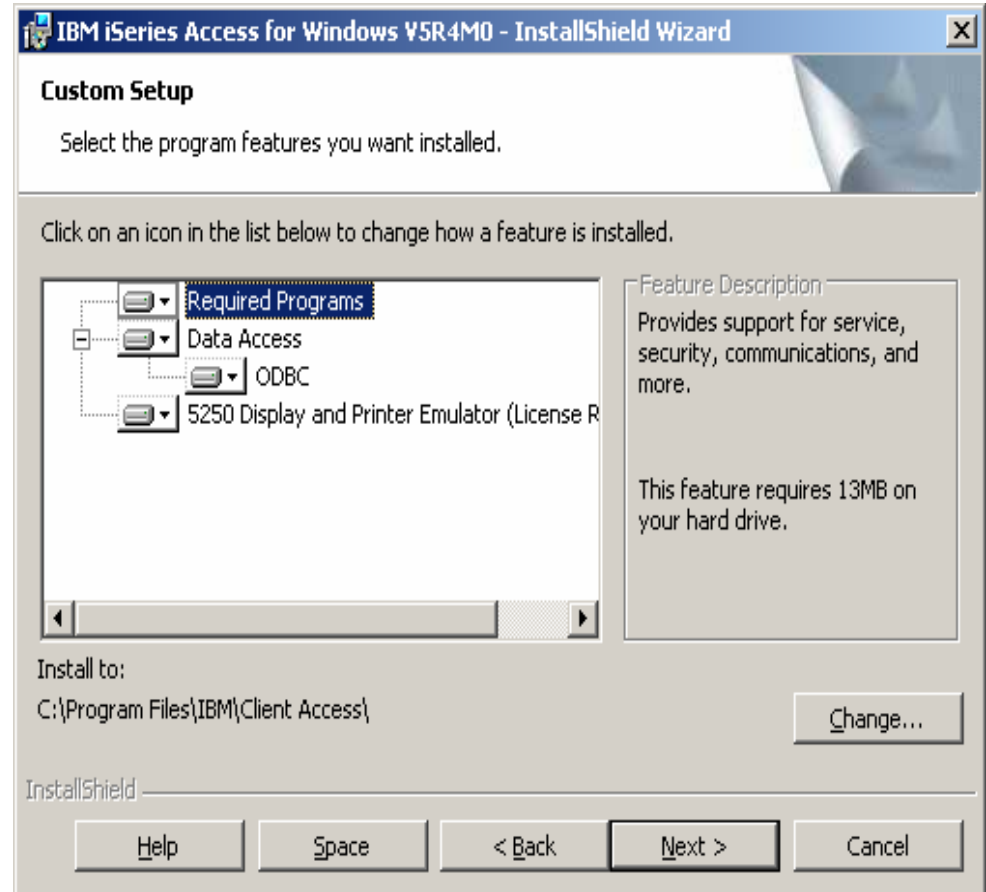 IBM iSeries Access for Windows V5R4M0 - InstallShield Wizard
Custom Setup
Select the program features you want installed.
Click on an icon in the list below to change how a feature is installed.
Required Programs
Data Access
ODBC
5250 Display and Printer Emulator (License R
Feature Description
Provides support for service,
security, communications, and
more.
This feature requires 13MB on
your hard drive.
Install to:
C:\Program Files\IBM\Client Access\
Change...
InstallShield
Help
Space
< Back
Next >
Cancel